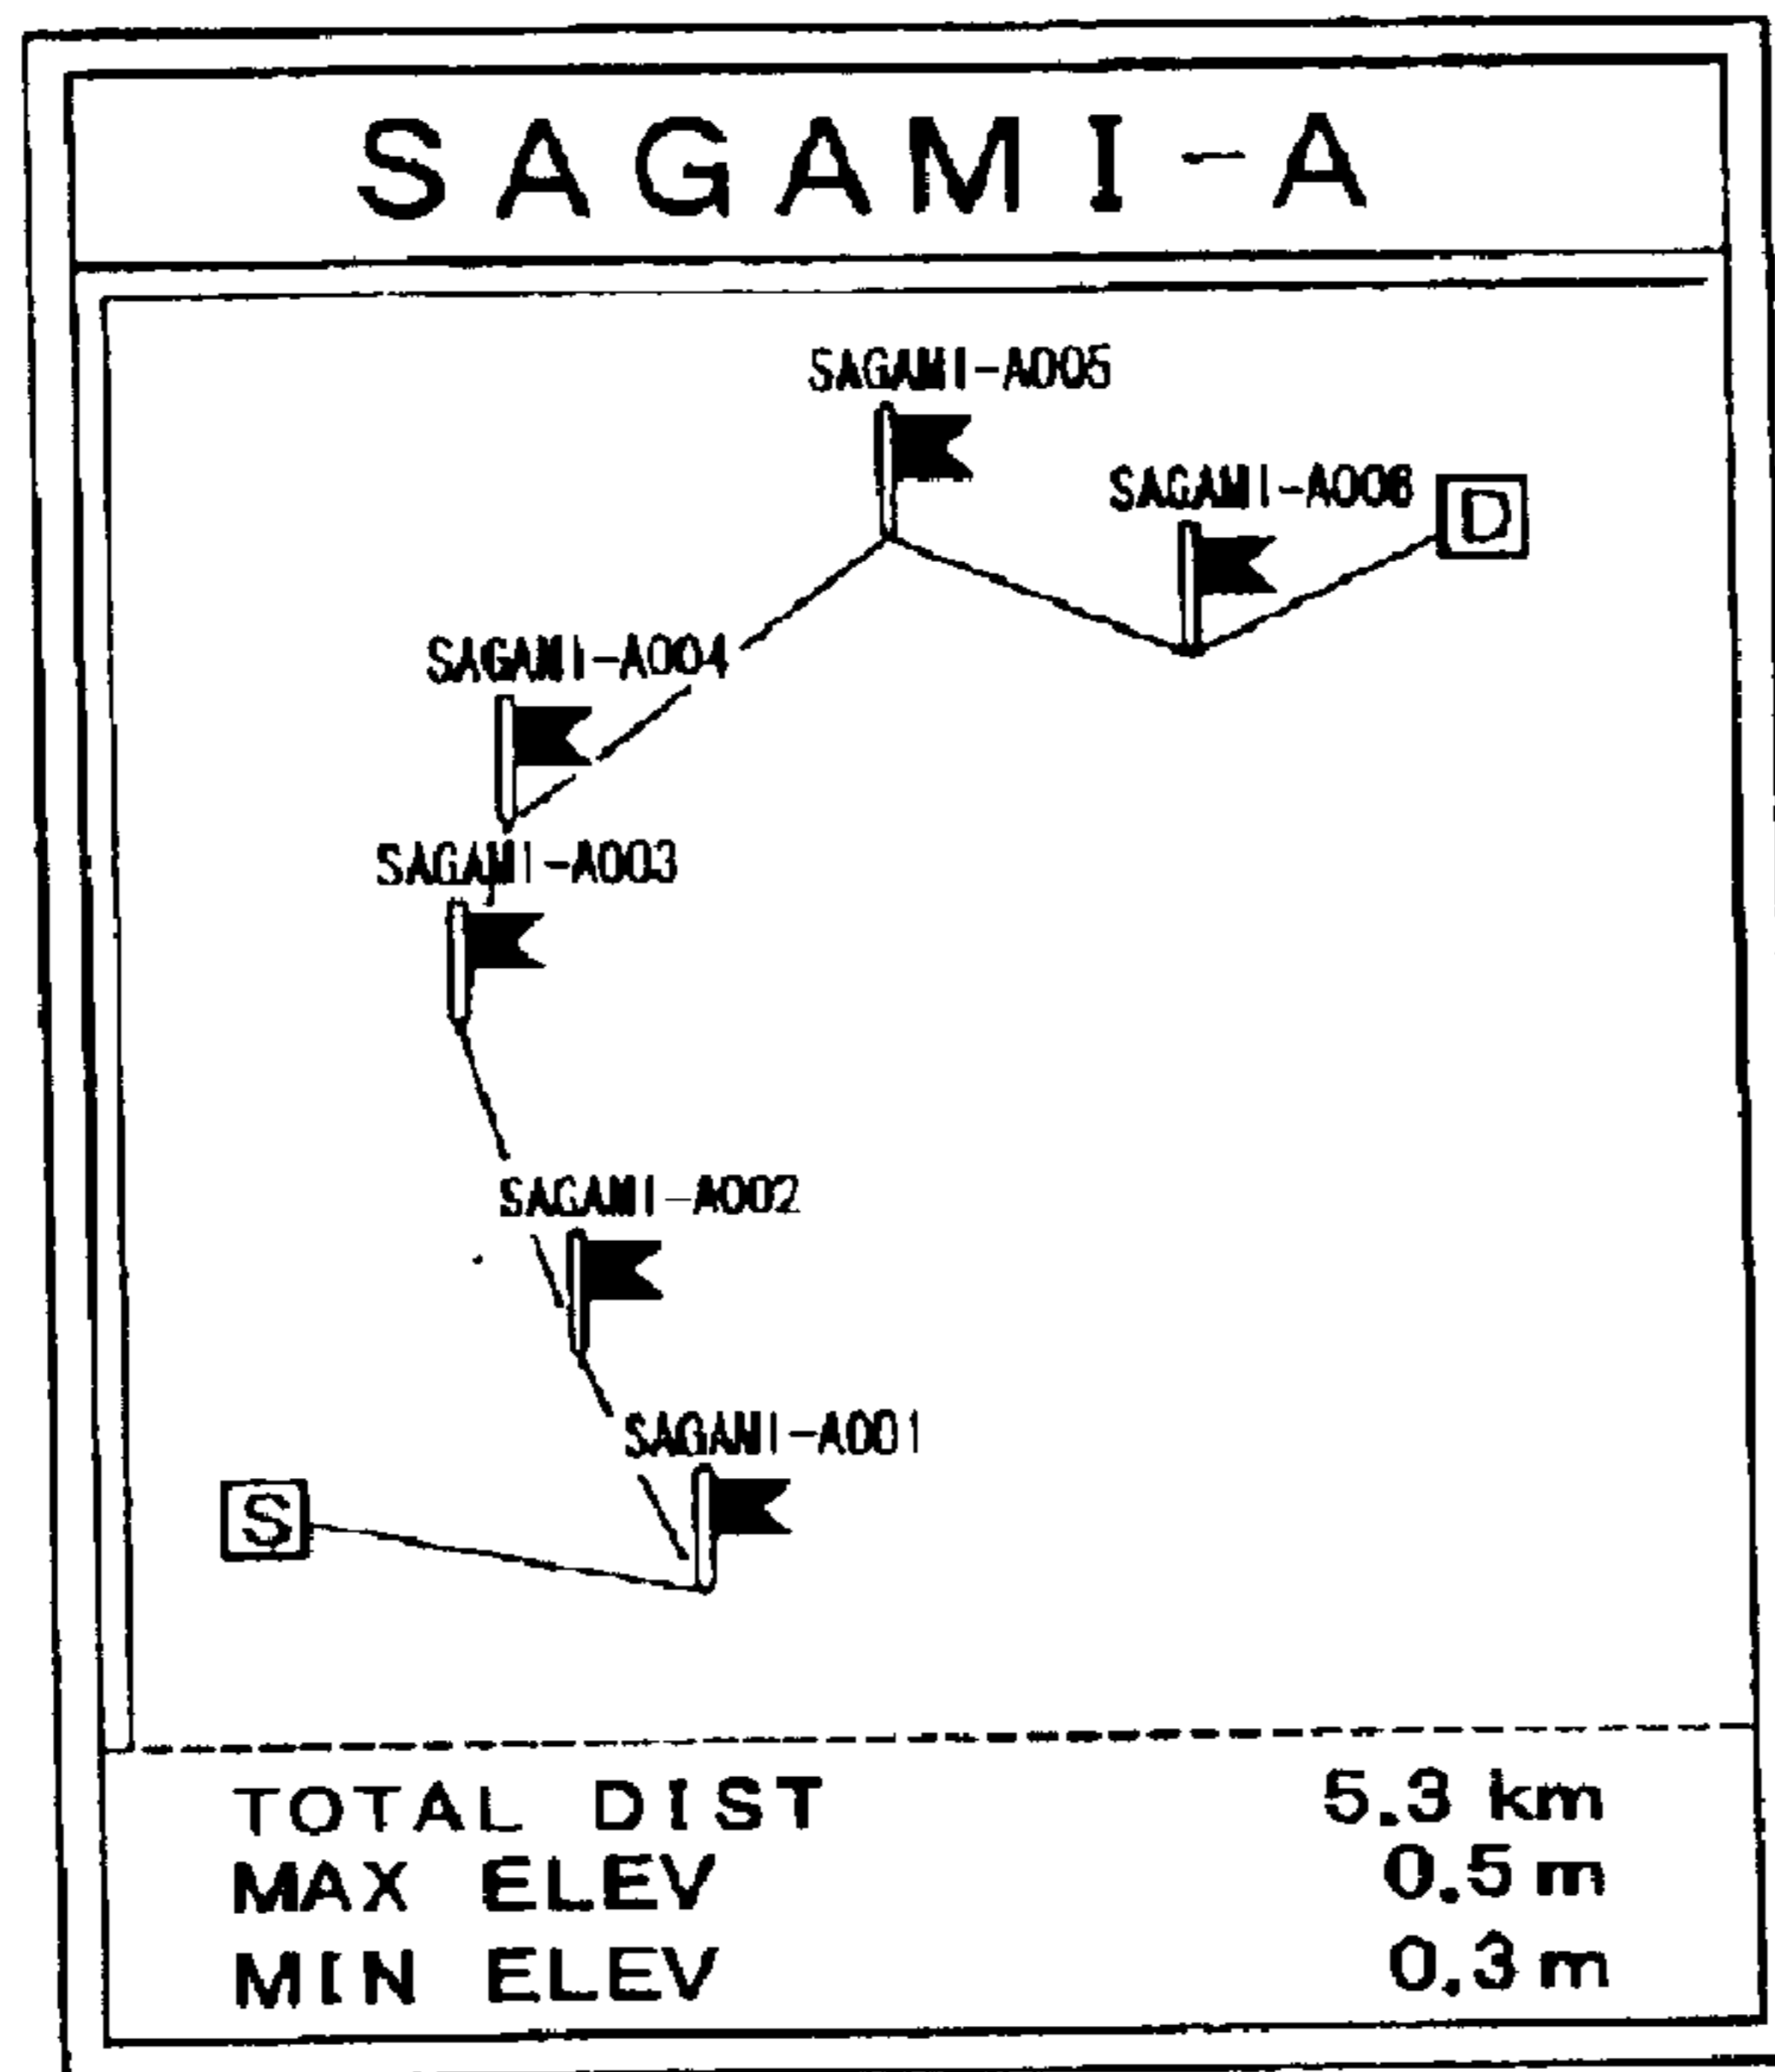 SAGAMI-A
SAGAMI-A005
SAGAMI-A006
D
SAGAMI-A004
SAGAMI-A003
SAGAMI-A002
SAGAMI-A001
S
TOTAL DIST 5.3 km
MAX ELEV 0.5 m
MIN ELEV 0.3 m